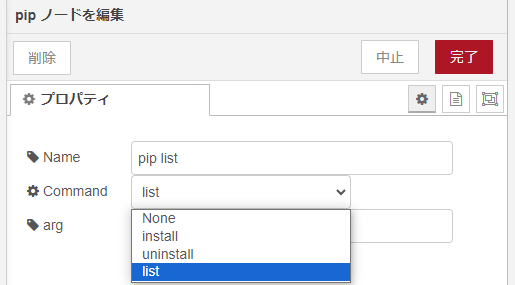 pip ノードを編集
削除 中止 完了
プロパティ
Name pip list
Command list
arg
None
install
uninstall
list